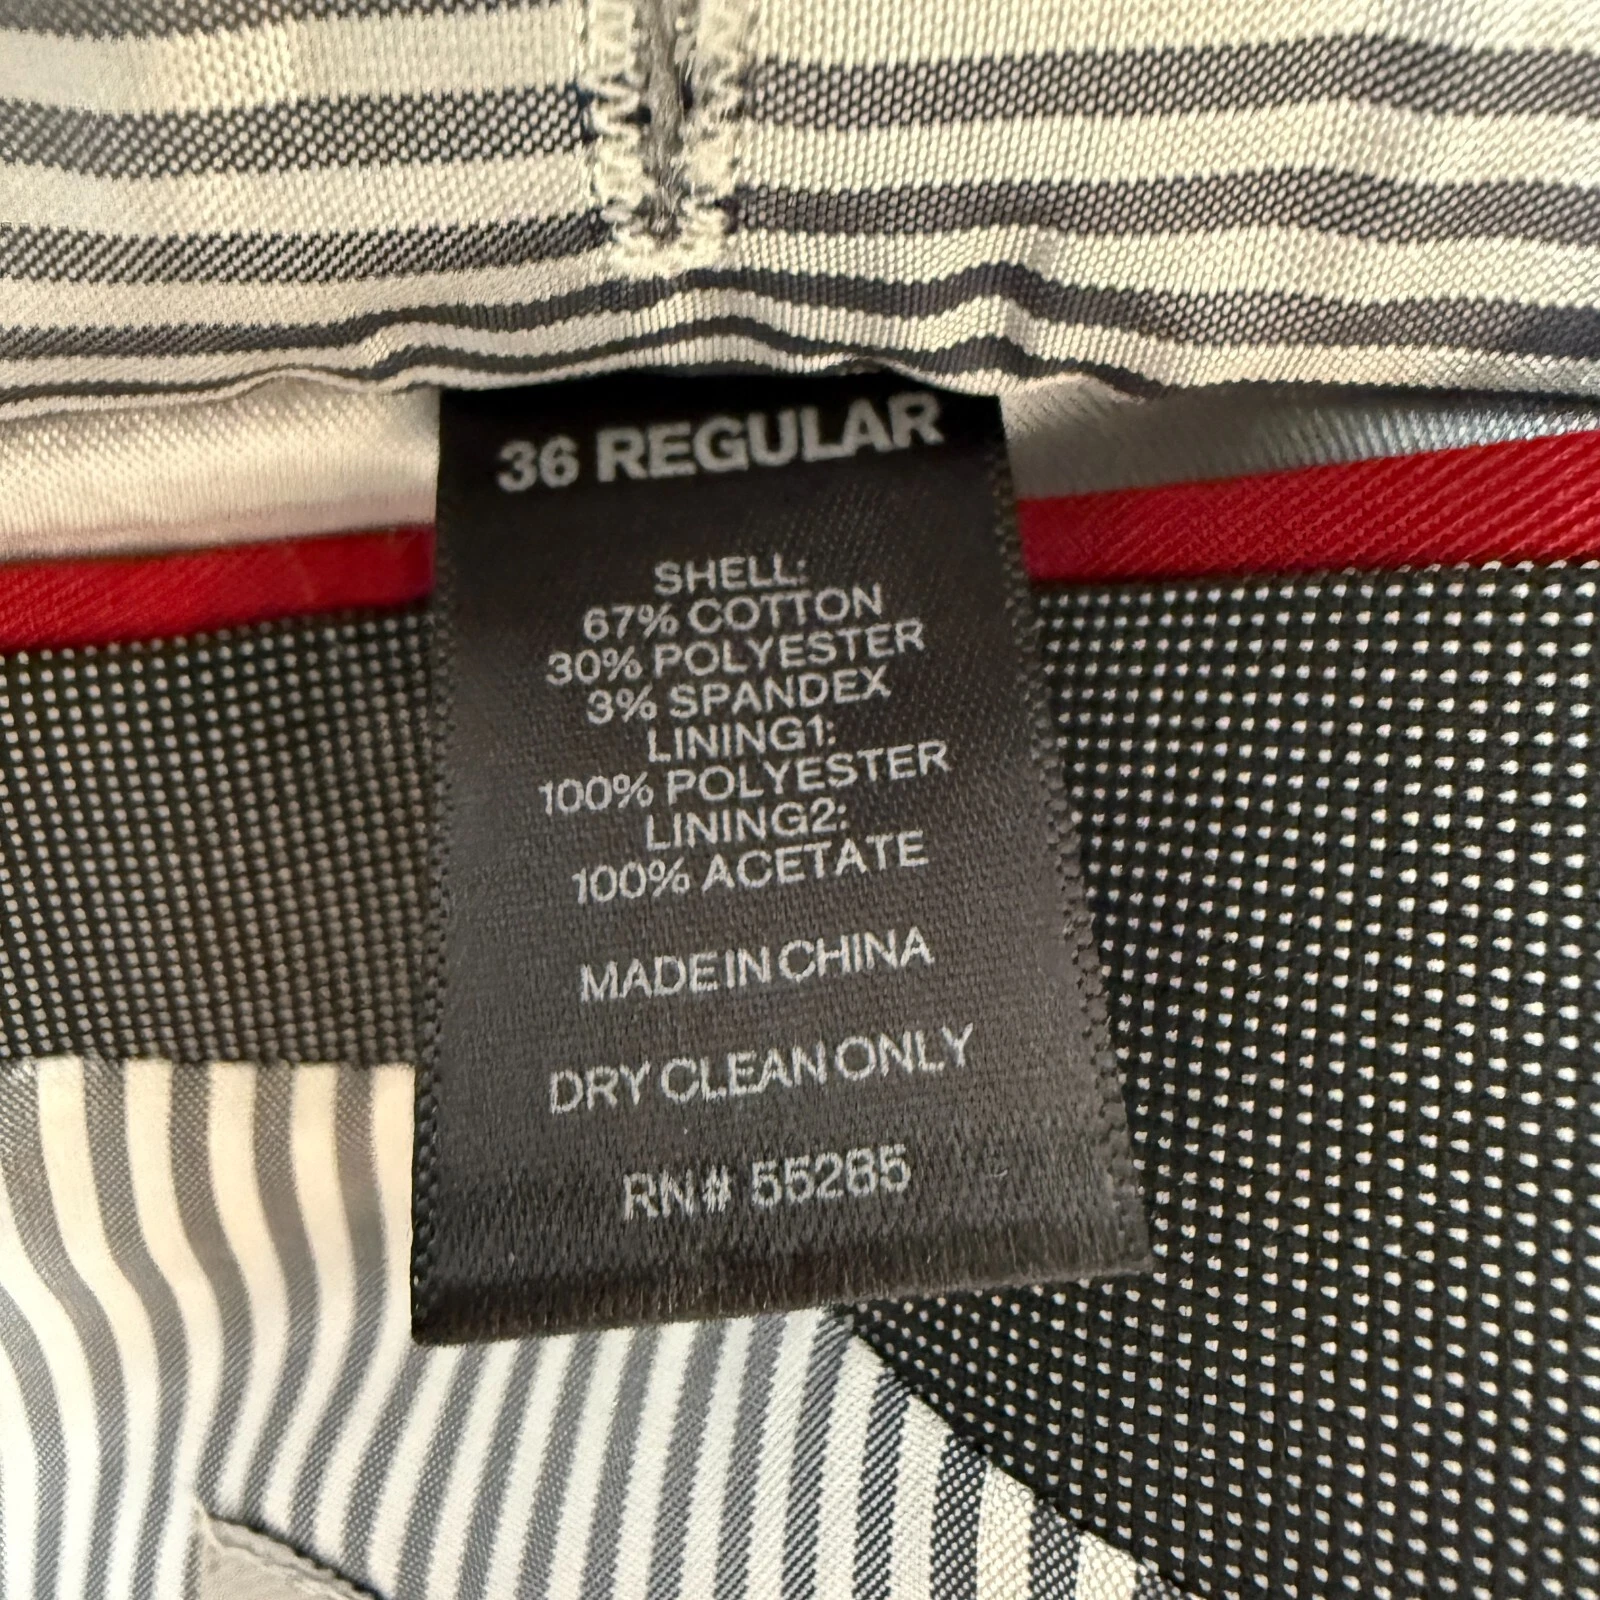 36 REGULAR
SHELL:
67% COTTON
30% POLYESTER
3% SPANDEX
LINING1:
100% POLYESTER
LINING2:
100% ACETATE
MADE IN CHINA
DRY CLEAN ONLY
RN# 55285